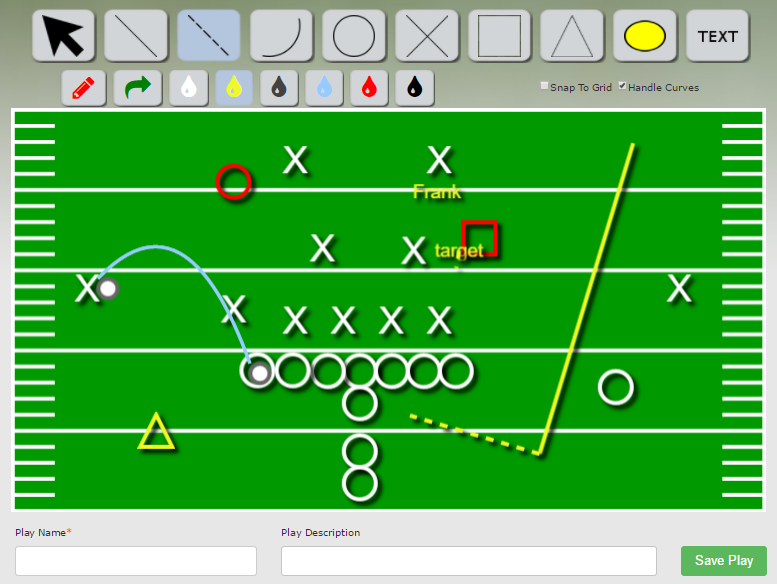 TEXT
Snap To Grid Handle Curves
X X
Frank
X X target
X X X
X X X X
Play Name* Play Description
Save Play